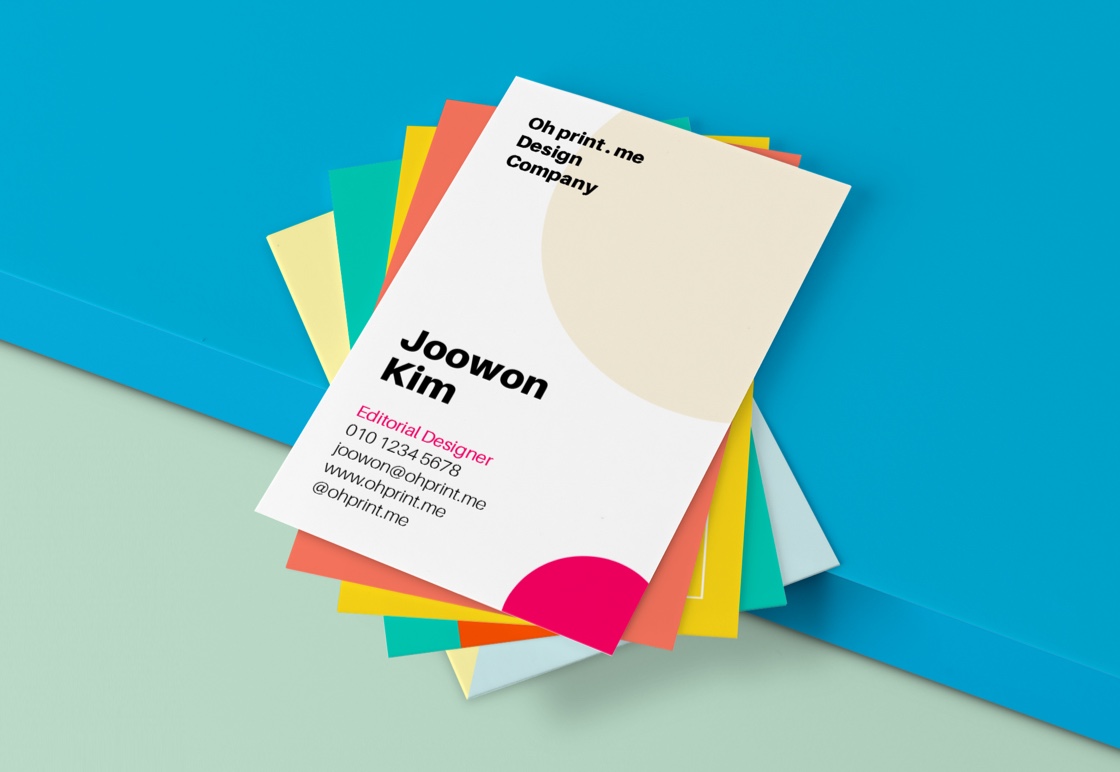 Oh print . me
Design
Company
Joowon
Kim
Editorial Designer
010 1234 5678
joowon@ohprint.me
www.ohprint.me
@ohprint.me